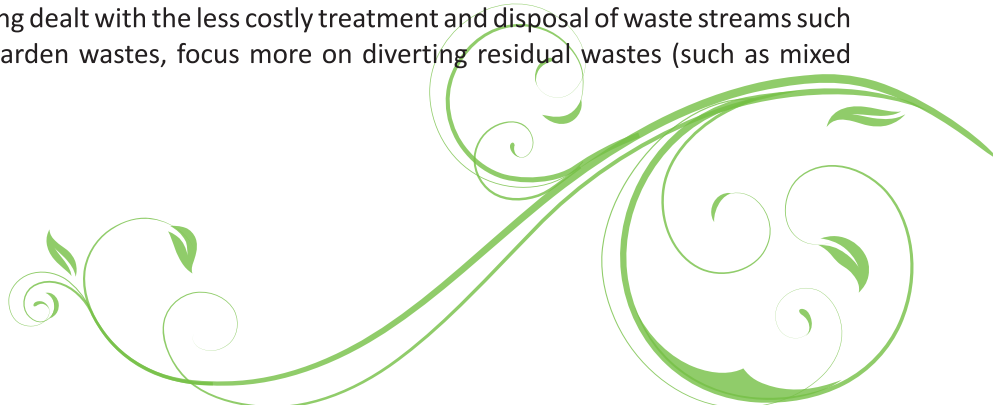 ng dealt with the less costly treatment and disposal of waste streams such
arden wastes, focus more on diverting residual wastes (such as mixed